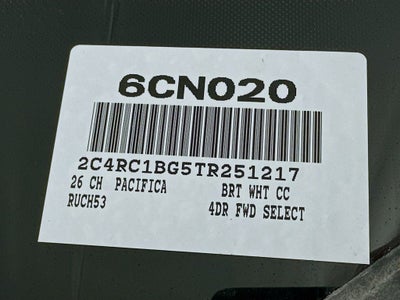 6CN020
2C4RC1BG5TR251217
26 CH PACIFICA BRT WHT CC
RUCH53 4DR FWD SELECT